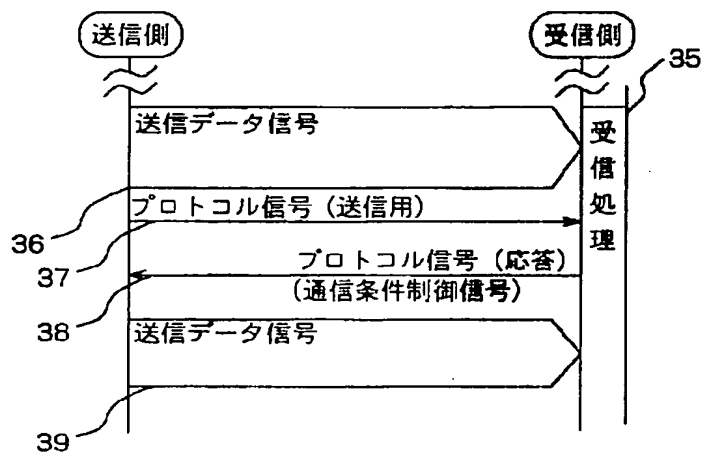 送信側
受信側
35
送信データ信号
受信処理
36
プロトコル信号(送信用)
37
プロトコル信号(応答)
(通信条件制御信号)
38
送信データ信号
39